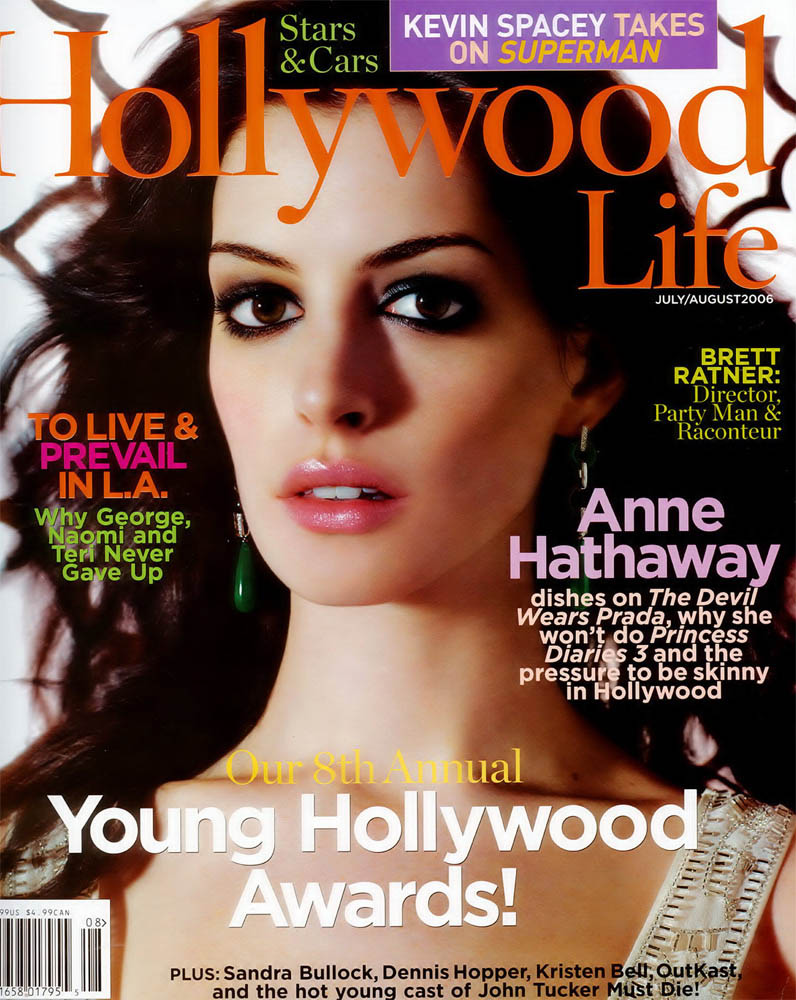 Stars
& Cars
KEVIN SPACEY TAKES
ON SUPERMAN
Hollywood
Life
JULY/AUGUST2006
BRETT
RATNER:
Director,
Party Man &
Raconteur
TO LIVE &
PREVAIL
IN L.A.
Why George,
Naomi and
Teri Never
Gave Up
Anne
Hathaway
dishes on The Devil
Wears Prada, why she
won't do Princess
Diaries 3 and the
pressure to be skinny
in Hollywood
Our 8th Annual
Young Hollywood
Awards!
99US $4.99CAN
08>
1658 01795 5
PLUS: Sandra Bullock, Dennis Hopper, Kristen Bell, OutKast,
and the hot young cast of John Tucker Must Die!